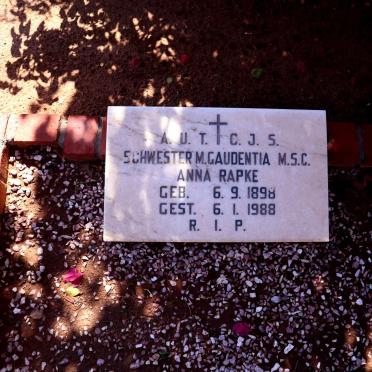 A. U. T. C. J. S.
SCHWESTER M. GAUDENTIA M.S.C.
ANNA RAPKE
GEB. 6. 9. 1898
GEST. 6. 1. 1988
R. I. P.